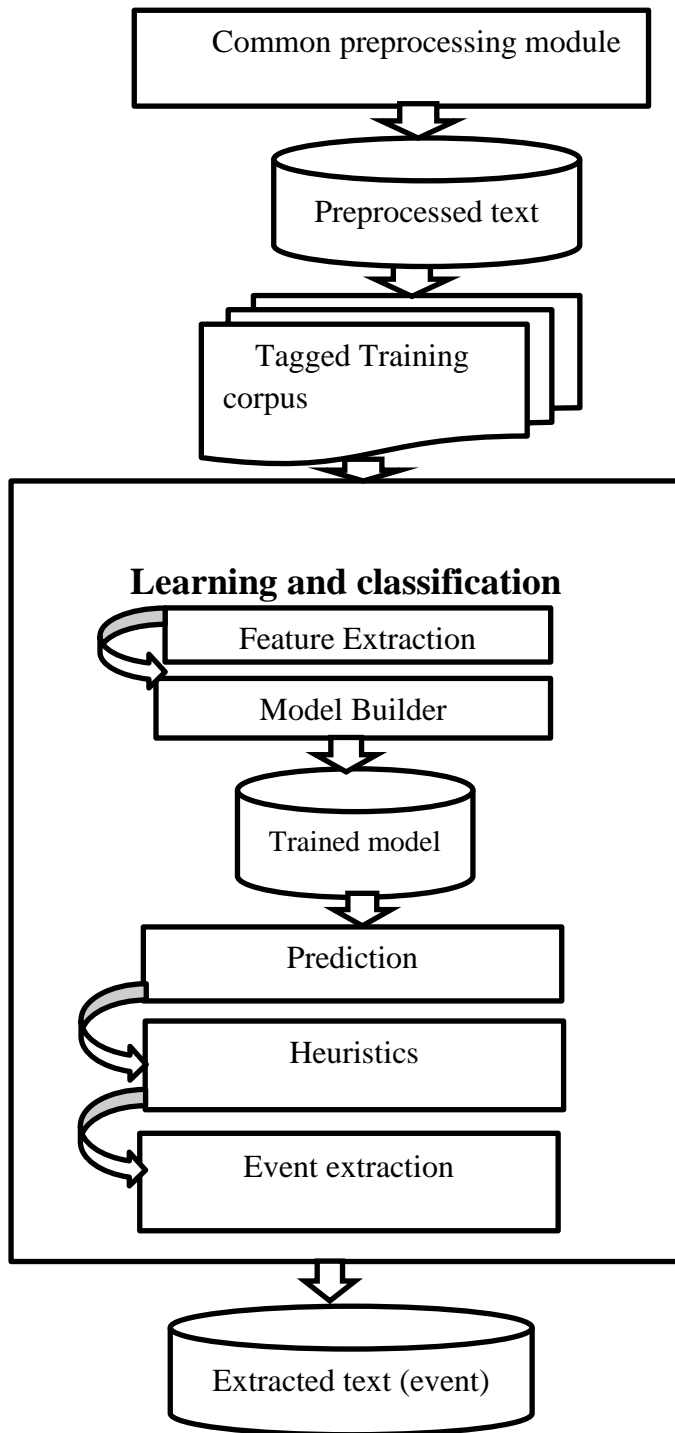 Common preprocessing module
Preprocessed text
Tagged Training
corpus
Learning and classification
Feature Extraction
Model Builder
Trained model
Prediction
Heuristics
Event extraction
Extracted text (event)